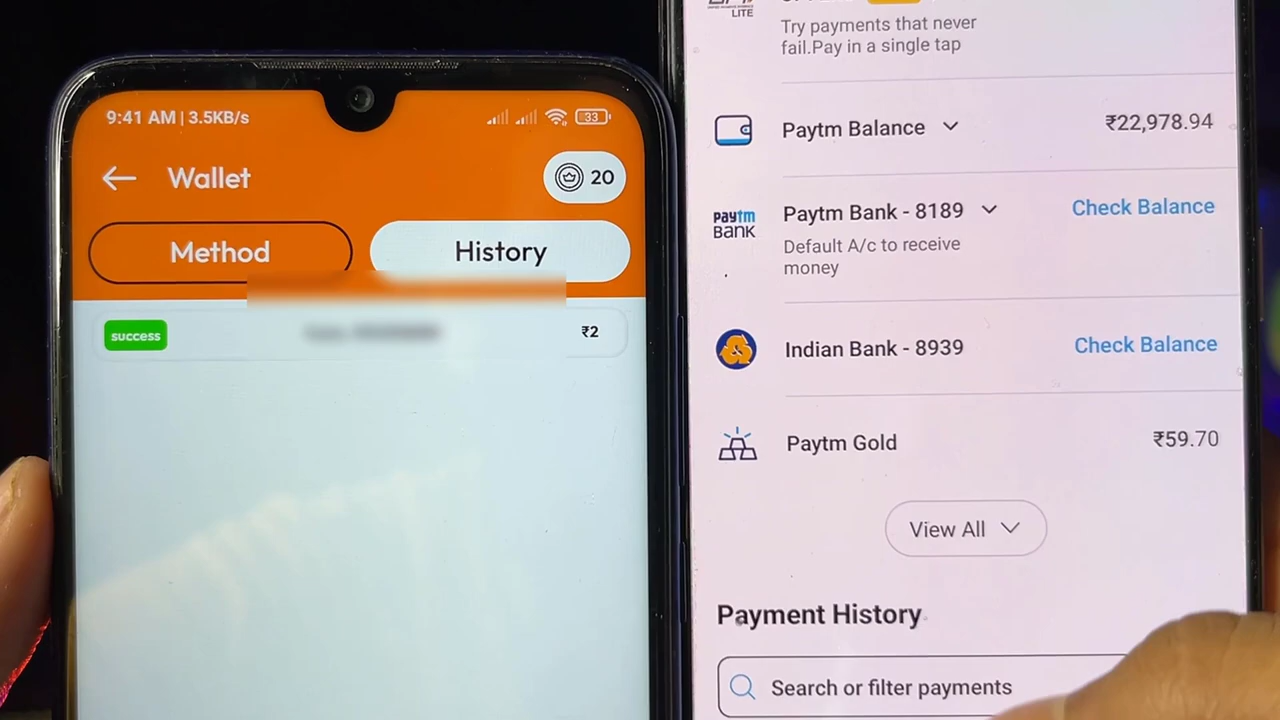 9:41 AM | 3.5KB/s
33
Wallet
20
Method
History
success
₹2
LITE
Try payments that never
fail.Pay in a single tap
Paytm Balance
₹22,978.94
paytm
BANK
Paytm Bank - 8189
Check Balance
Default A/c to receive
money
Indian Bank - 8939
Check Balance
Paytm Gold
₹59.70
View All
Payment History
Search or filter payments